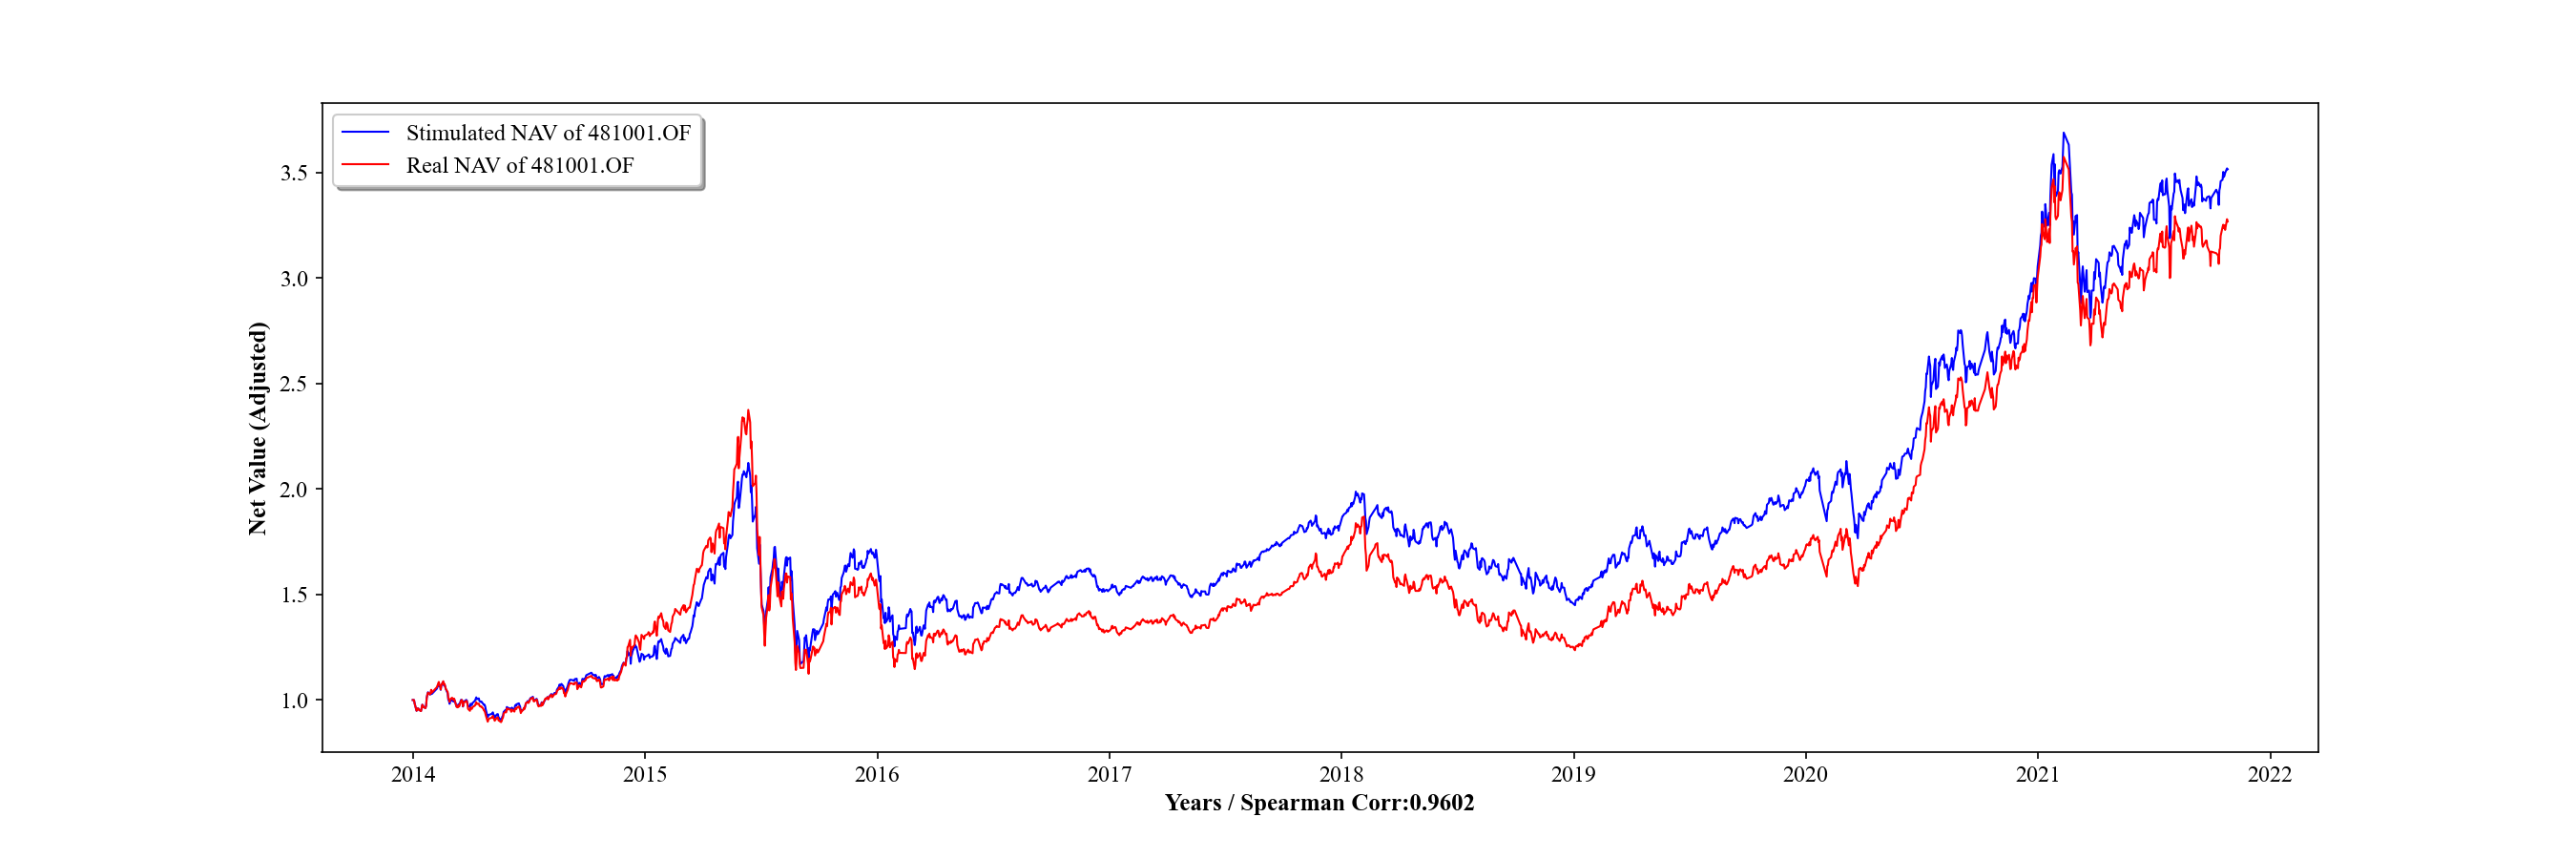 Stimulated NAV of 481001.OF
Real NAV of 481001.OF
3.5
3.0
2.5
2.0
1.5
1.0
Net Value (Adjusted)
2014 2015 2016 2017 2018 2019 2020 2021 2022
Years / Spearman Corr:0.9602